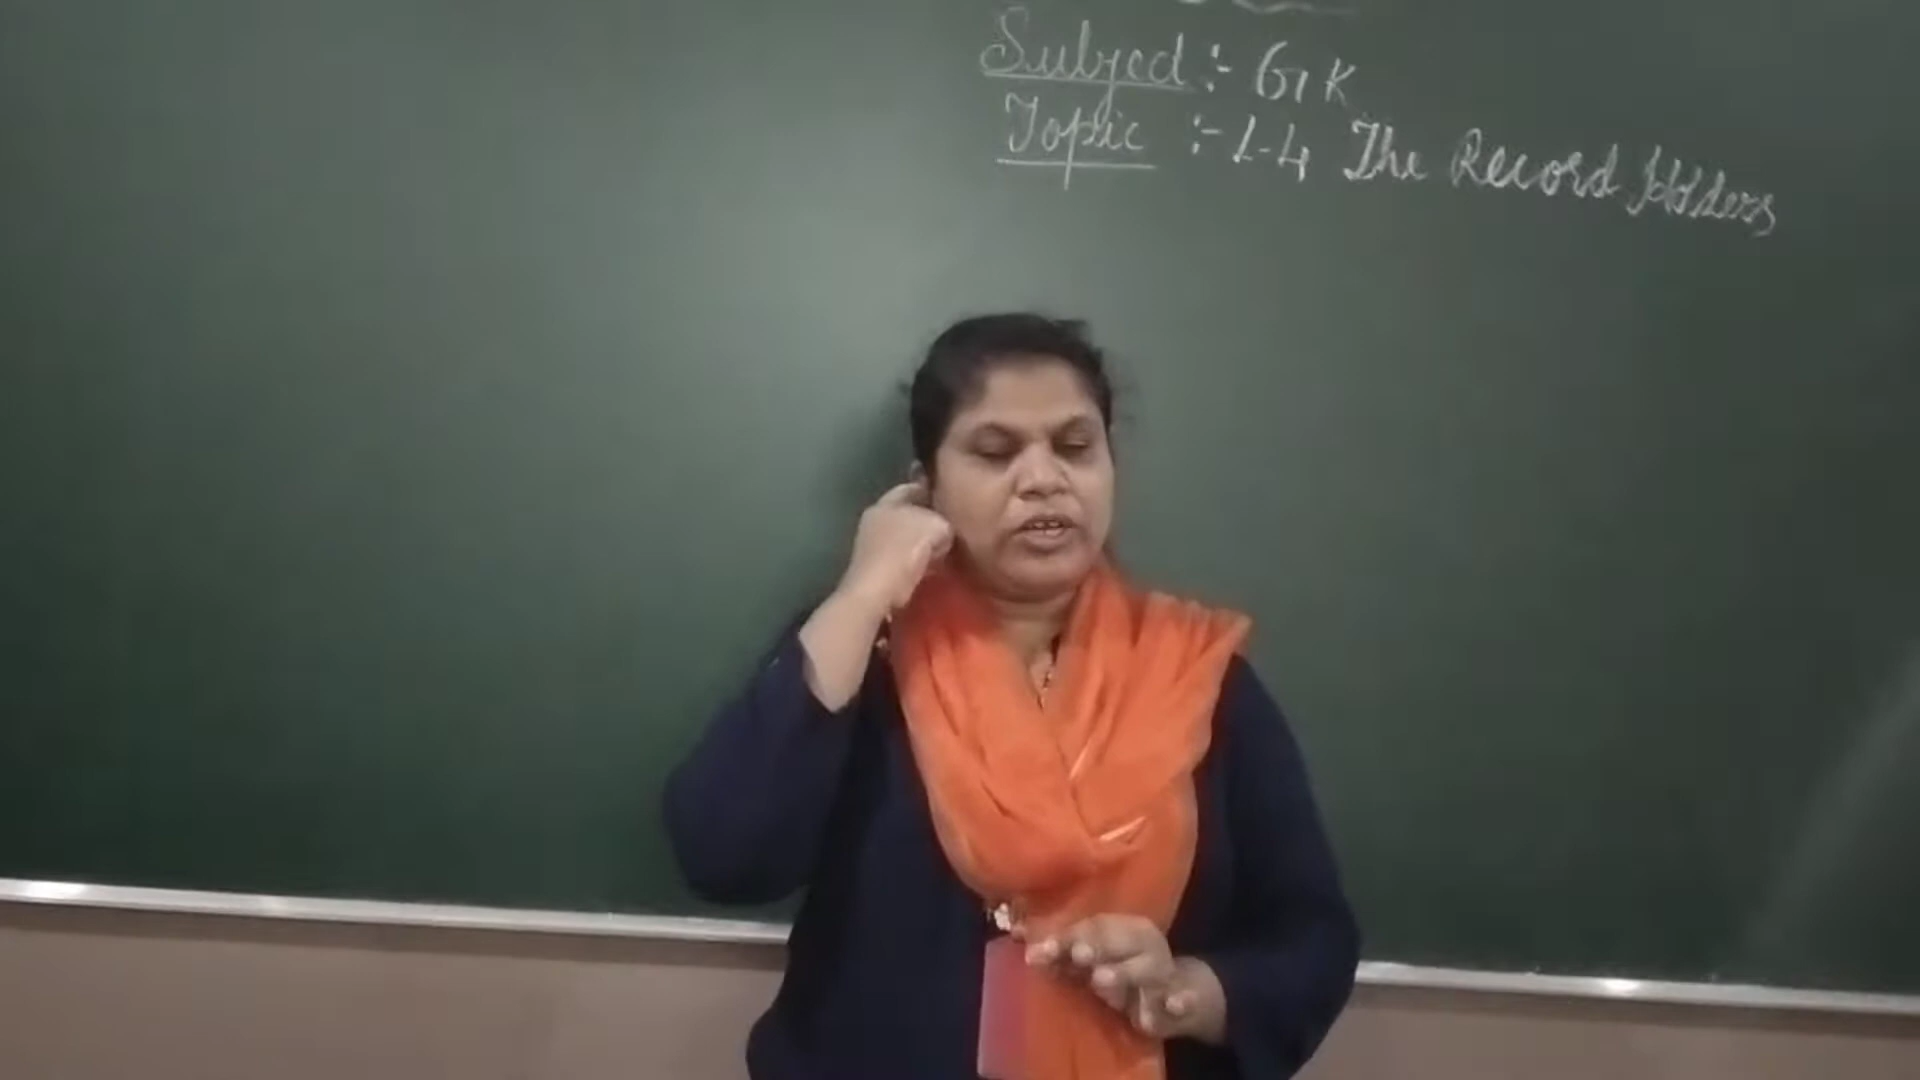 Subject :- GK
Topic :- L-4 The Record Holders